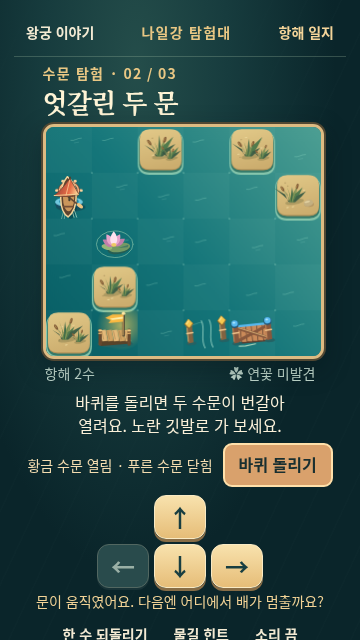 왕궁 이야기
나일강 탐험대
항해 일지
수문 탐험 · 02 / 03
엇갈린 두 문
항해 2수
✽ 연꽃 미발견
바퀴를 돌리면 두 수문이 번갈아
열려요. 노란 깃발로 가 보세요.
황금 수문 열림 · 푸른 수문 닫힘
바퀴 돌리기
↑
← ↓ →
문이 움직였어요. 다음엔 어디에서 배가 멈출까요?
한 수 되돌리기
물길 힌트
소리 끔